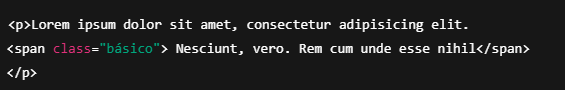 <p>Lorem ipsum dolor sit amet, consectetur adipisicing elit.
<span class="básico"> Nesciunt, vero. Rem cum unde esse nihil</span>
</p>